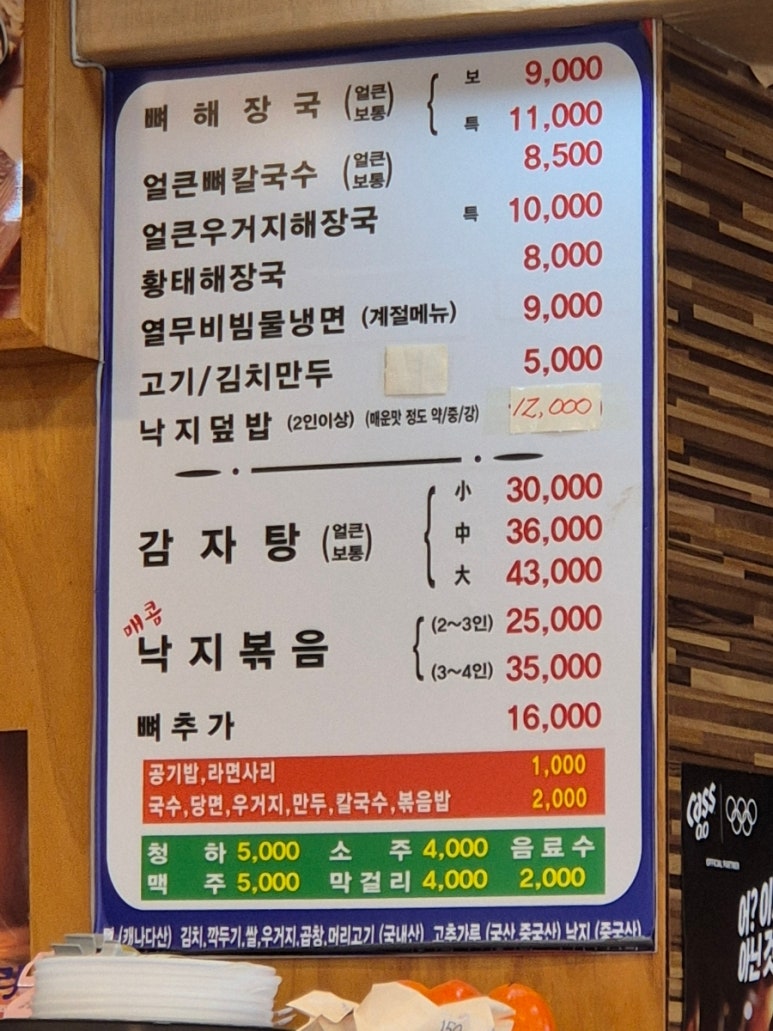 뼈해장국 (얼큰 보통) { 보 9,000
특 11,000
얼큰뼈칼국수 (얼큰 보통) 8,500
얼큰우거지해장국 특 10,000
황태해장국 8,000
열무비빔물냉면 (계절메뉴) 9,000
고기/김치만두 5,000
낙지덮밥 (2인이상) (매운맛 정도 약/중/강) 12,000
감자탕 (얼큰 보통) { 小 30,000
中 36,000
大 43,000
매콤
낙지볶음 { (2~3인) 25,000
(3~4인) 35,000
뼈추가 16,000
공기밥,라면사리 1,000
국수,당면,우거지,만두,칼국수,볶음밥 2,000
청하 5,000 소주 4,000 음료수
맥주 5,000 막걸리 4,000 2,000
(캐나다산) 김치,깍두기,쌀,우거지,곱창,머리고기 (국내산) 고추가루 (국산,중국산) 낙지 (중국산)
Cass
OFFICIAL PARTNER
어? 이
아닌